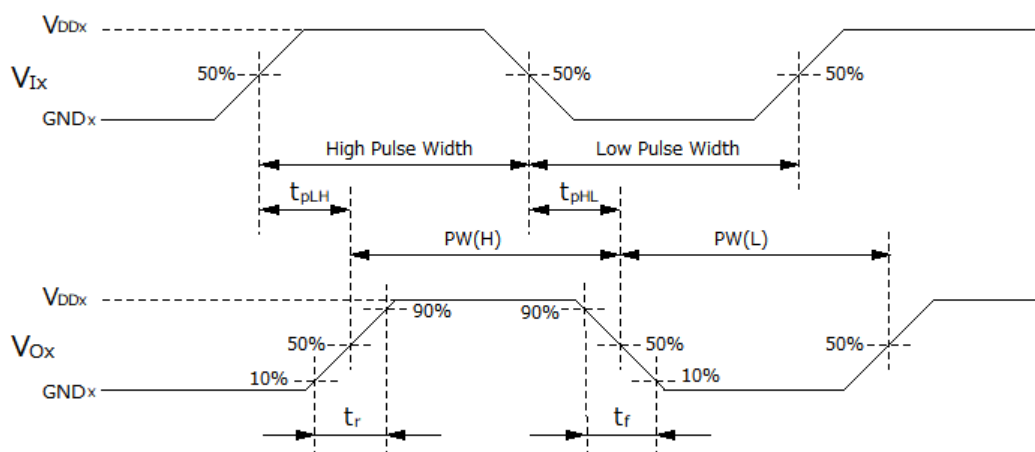 VDDx
VIx
50%
50%
50%
GNDx
High Pulse Width
Low Pulse Width
tpLH
tpHL
PW(H)
PW(L)
VDDx
90%
90%
VOx
50%
50%
50%
10%
10%
GNDx
tr
tf